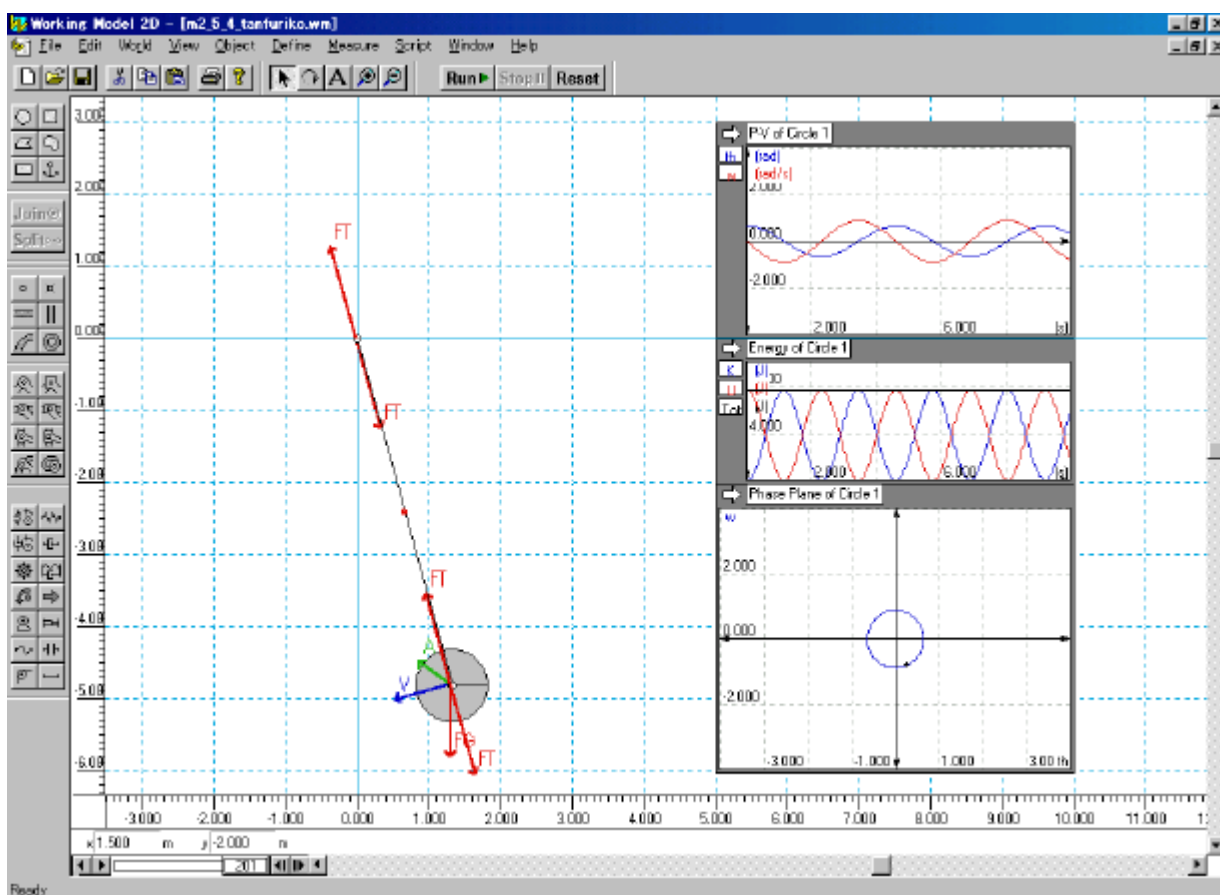 Working Model 2D - [m2_5_4_tanfuriko.wm]
File Edit World View Object Define Measure Script Window Help
Run Stop Reset
Join
Split
3.000
2.000
1.000
0.000
-1.000
-2.000
-3.000
-4.000
-5.000
-6.000
FT
FT
FT
A
V
FG
FT
P-V of Circle 1
th [rad]
w [rad/s]
2.000
0.000
-2.000
2.000 6.000 [s]
Energy of Circle 1
K [J]
U [J]
Tot [J]
4.000
2.000 6.000 [s]
Phase Plane of Circle 1
w
2.000
0.000
-2.000
-3.000 -1.000 1.000 3.00 th
-3.000 -2.000 -1.000 0.000 1.000 2.000 3.000 4.000 5.000 6.000 7.000 8.000 9.000 10.000 11.000
x 1.500 m y -2.000 m
201
Ready